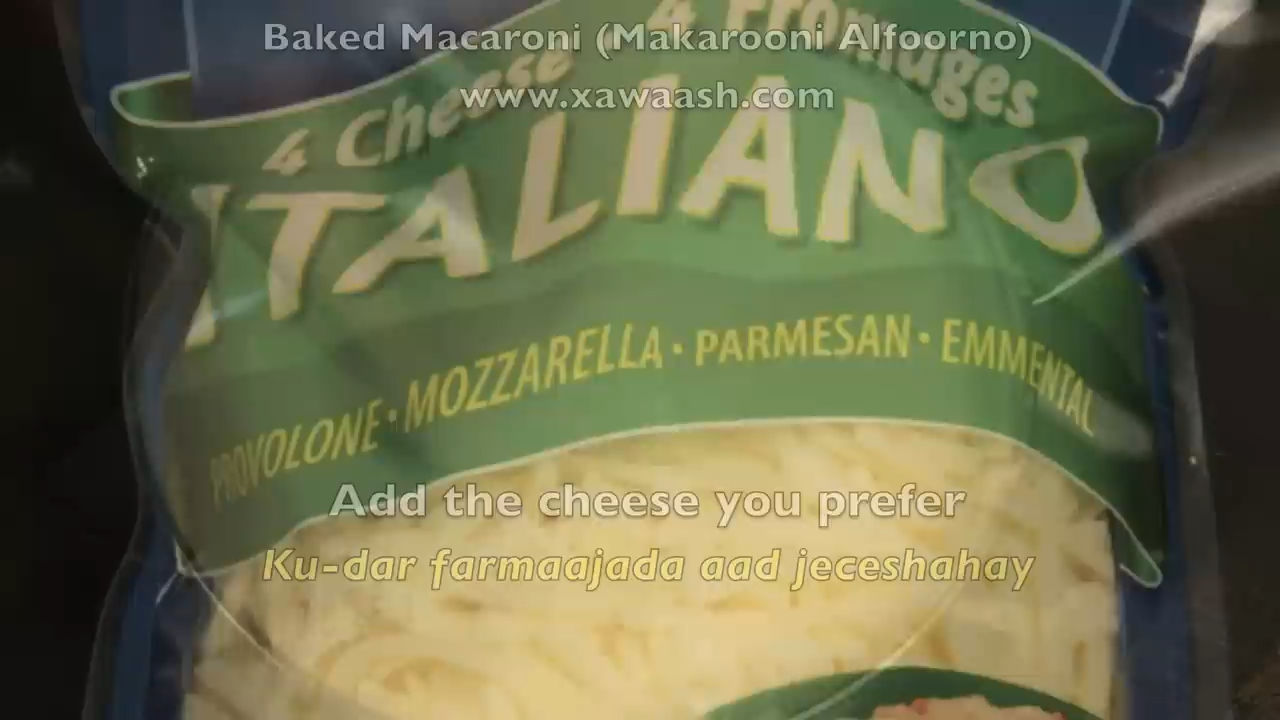 Baked Macaroni (Makarooni Alfoorno)
www.xawaash.com
4 Cheese
4 Fromages
ITALIANO
PROVOLONE · MOZZARELLA · PARMESAN · EMMENTAL
Add the cheese you prefer
Ku-dar farmaajada aad jeceshahay